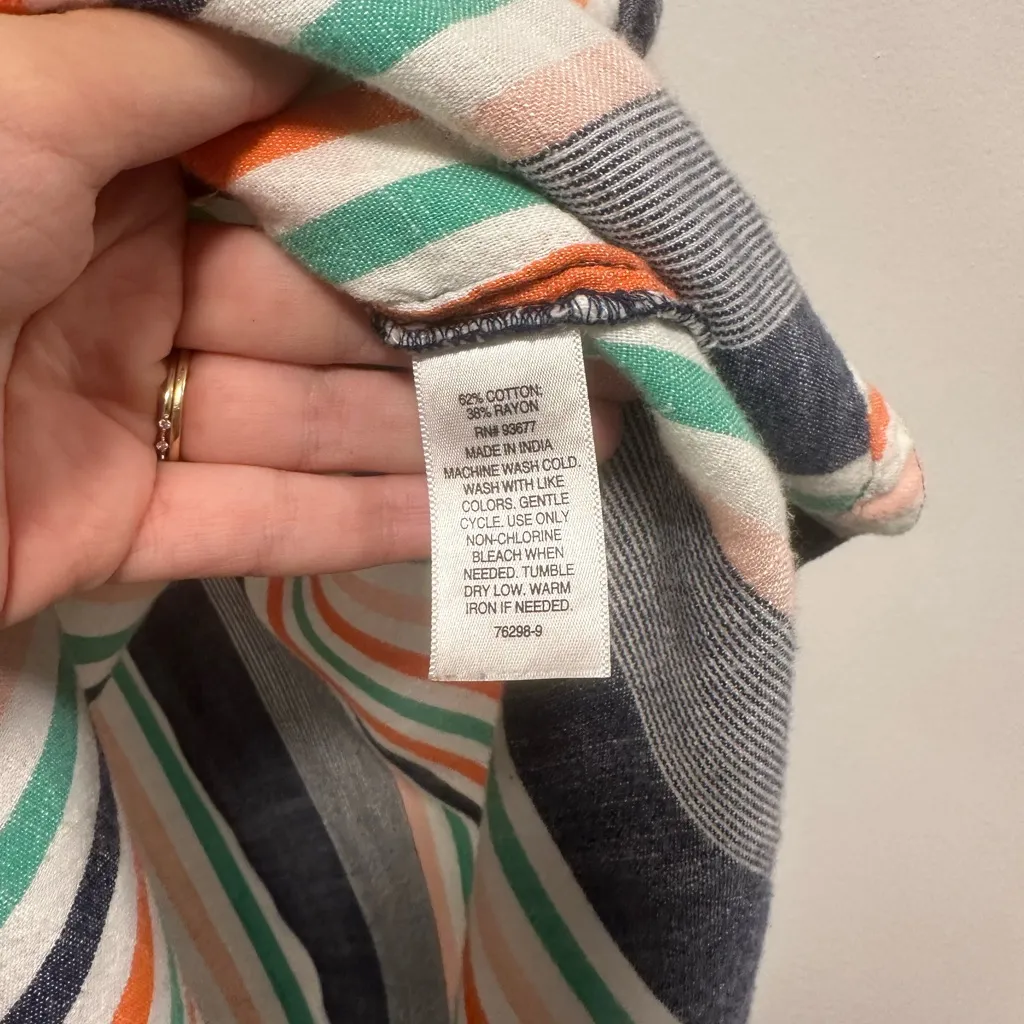 62% COTTON:
38% RAYON
RN# 93677
MADE IN INDIA
MACHINE WASH COLD.
WASH WITH LIKE
COLORS. GENTLE
CYCLE. USE ONLY
NON-CHLORINE
BLEACH WHEN
NEEDED. TUMBLE
DRY LOW. WARM
IRON IF NEEDED.
76298-9